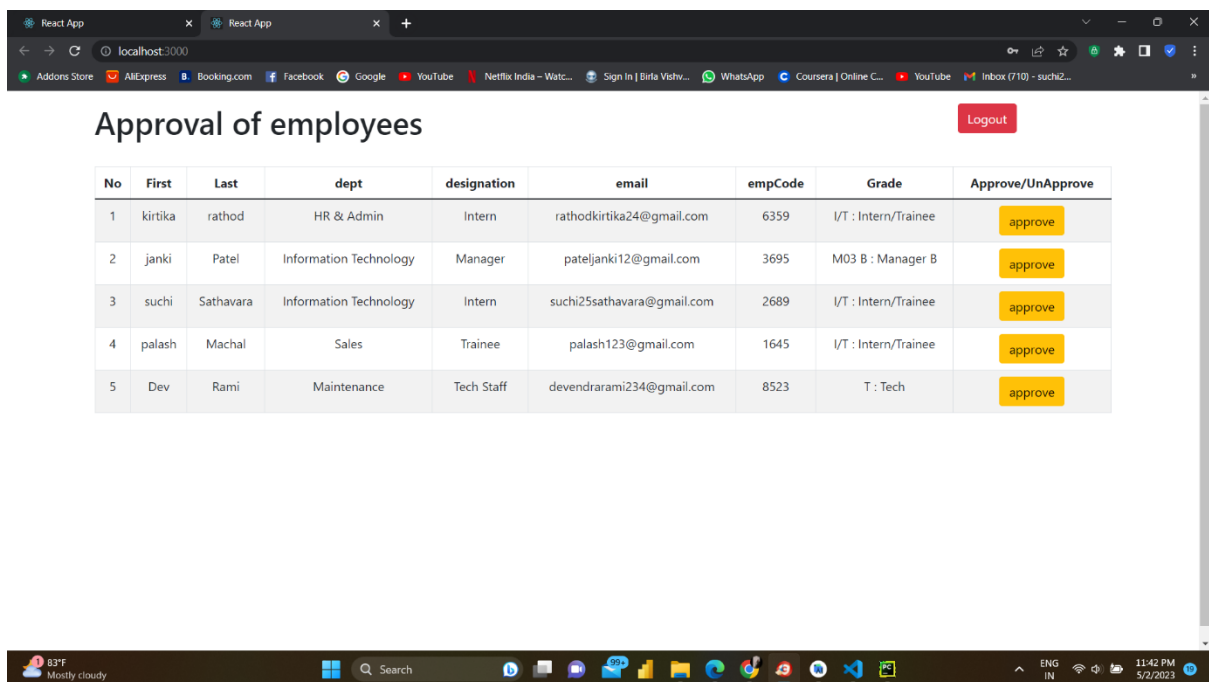 React App React App
localhost:3000
Addons Store AliExpress B. Booking.com Facebook Google YouTube Netflix India – Watc... Sign In | Birla Vishv... WhatsApp C Coursera | Online C... YouTube Inbox (710) - suchi2... »
Approval of employees Logout
No First Last dept designation email empCode Grade Approve/UnApprove
1 kirtika rathod HR & Admin Intern rathodkirtika24@gmail.com 6359 I/T : Intern/Trainee approve
2 janki Patel Information Technology Manager pateljanki12@gmail.com 3695 M03 B : Manager B approve
3 suchi Sathavara Information Technology Intern suchi25sathavara@gmail.com 2689 I/T : Intern/Trainee approve
4 palash Machal Sales Trainee palash123@gmail.com 1645 I/T : Intern/Trainee approve
5 Dev Rami Maintenance Tech Staff devendrarami234@gmail.com 8523 T : Tech approve
1 83°F Search 99+ PC ENG 11:42 PM 19
Mostly cloudy IN 5/2/2023